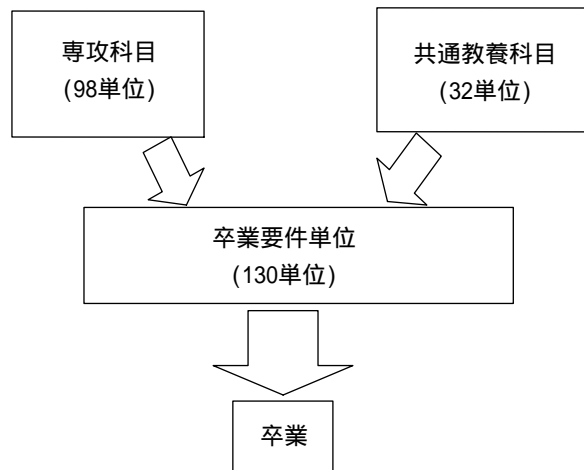 専攻科目
(98単位)
共通教養科目
(32単位)
卒業要件単位
(130単位)
卒業